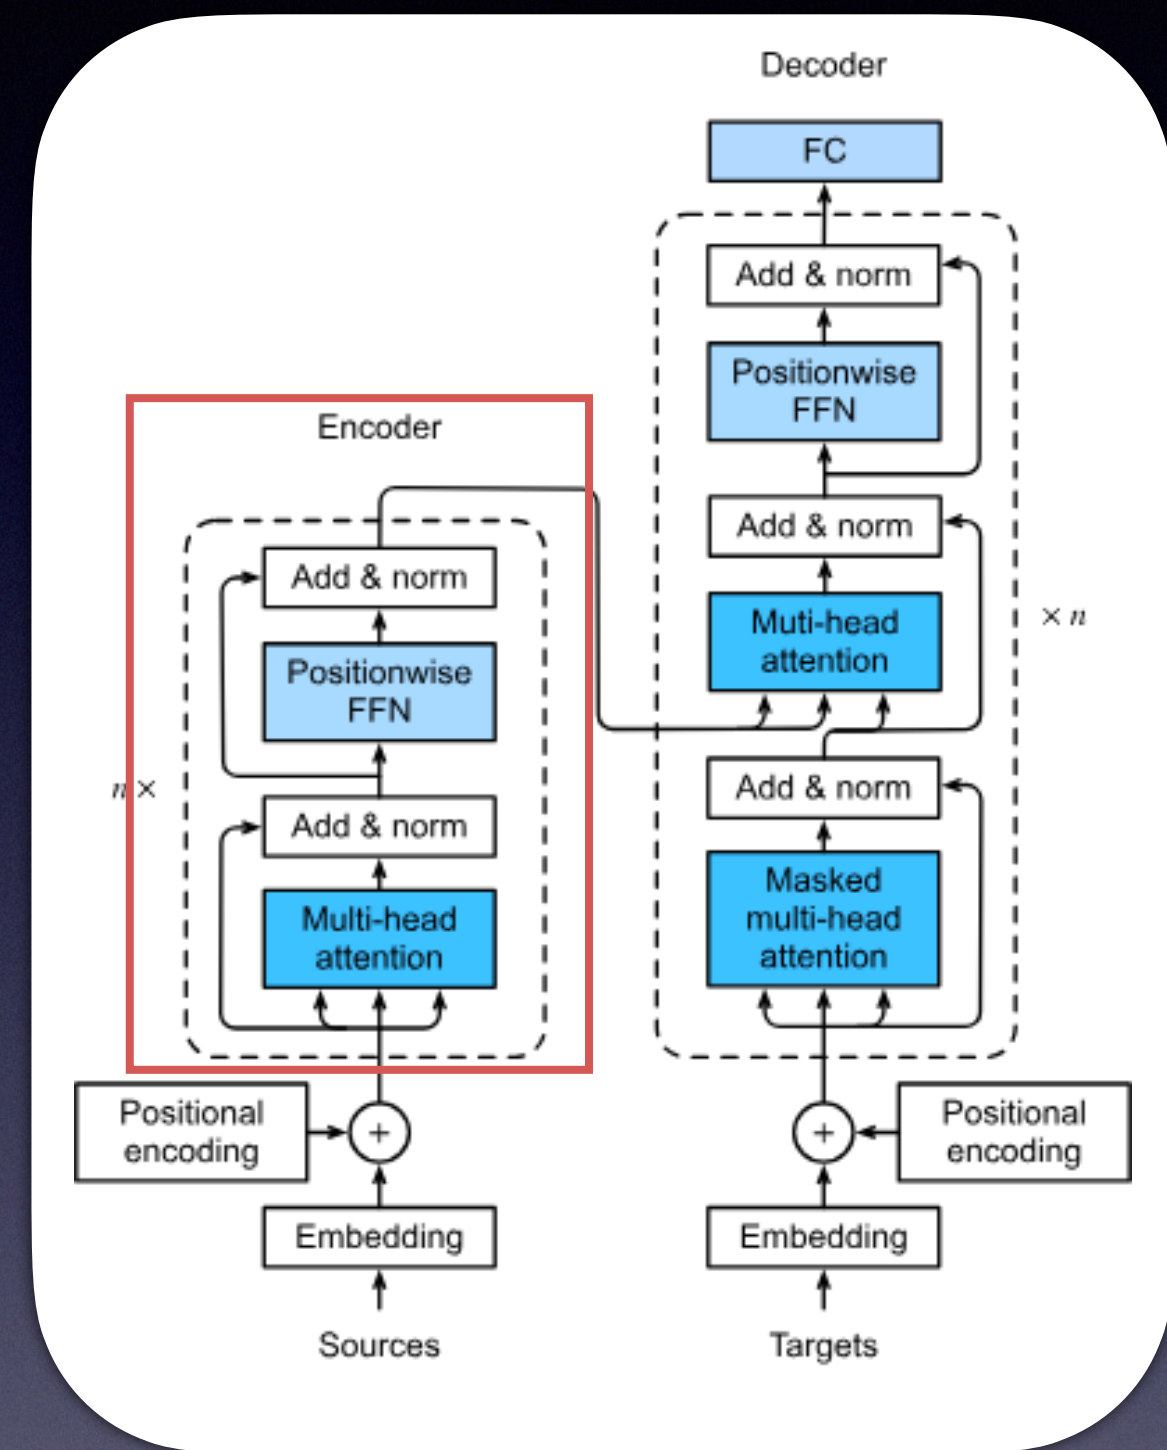 Decoder
FC
Add & norm
Positionwise
FFN
Add & norm
Muti-head
attention
× n
Add & norm
Masked
multi-head
attention
Positional
encoding
+
Embedding
Targets
Encoder
Add & norm
Positionwise
FFN
n ×
Add & norm
Multi-head
attention
Positional
encoding
+
Embedding
Sources